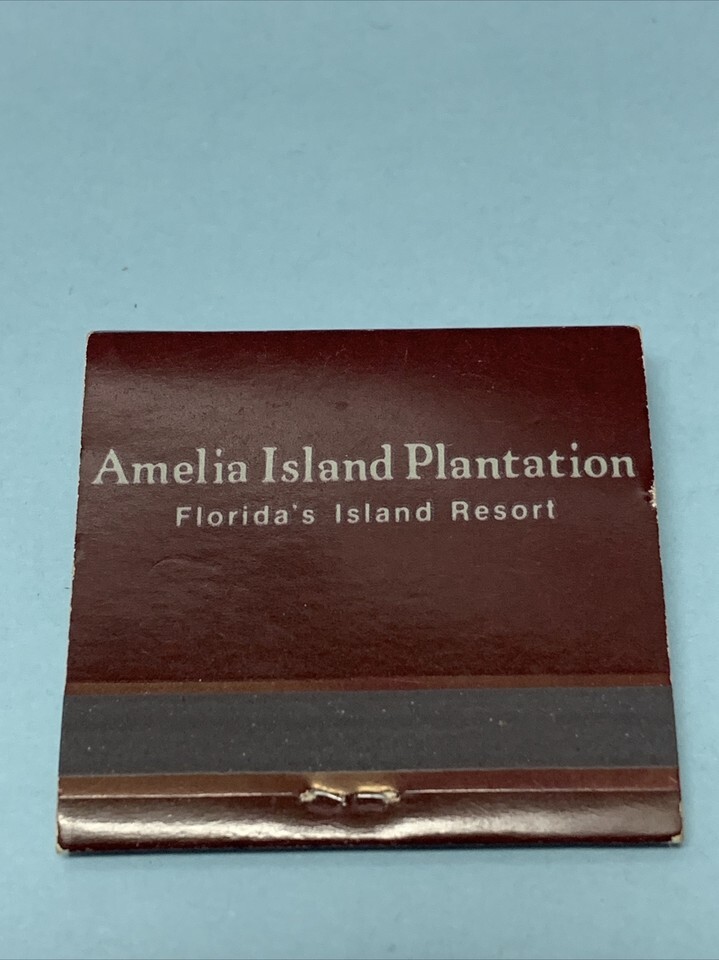 Amelia Island Plantation
Florida's Island Resort